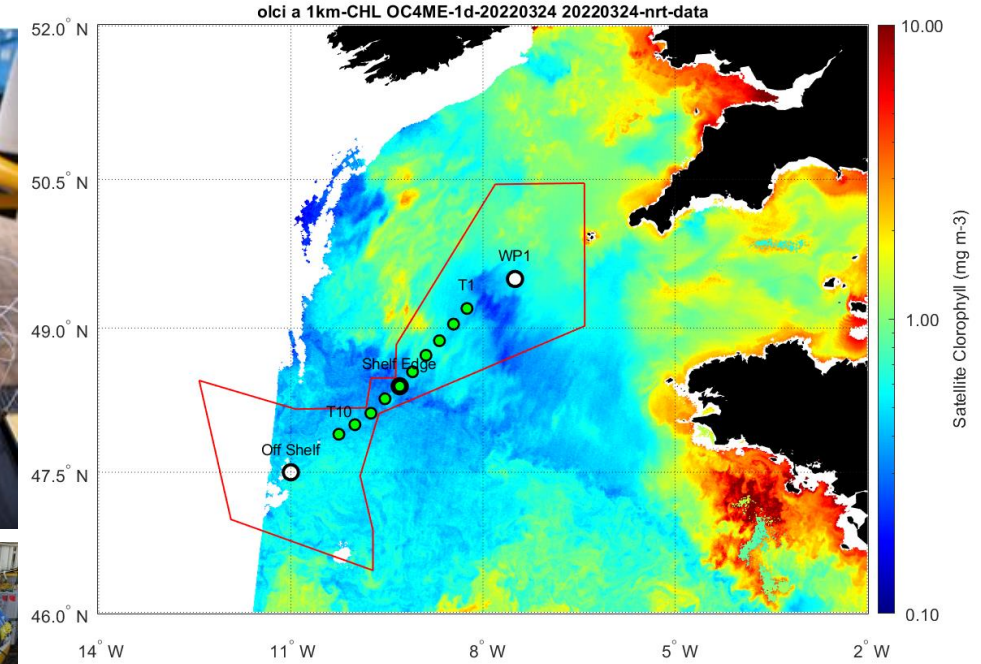 olci a 1km-CHL OC4ME-1d-20220324 20220324-nrt-data
52.0° N
50.5° N
49.0° N
47.5° N
46.0° N
14° W
11° W
8° W
5° W
2° W
WP1
T1
Shelf Edge
T10
Off Shelf
10.00
1.00
0.10
Satellite Clorophyll (mg m-3)